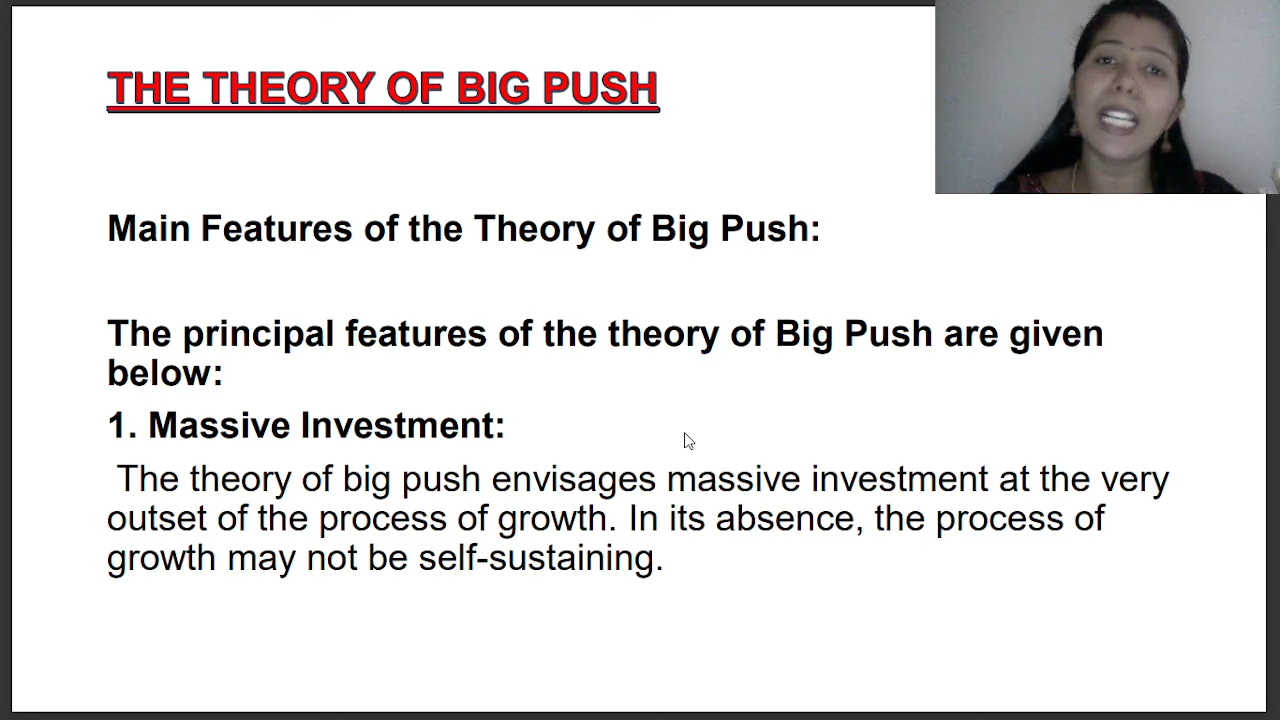 THE THEORY OF BIG PUSH
Main Features of the Theory of Big Push:
The principal features of the theory of Big Push are given
below:
1. Massive Investment:
The theory of big push envisages massive investment at the very
outset of the process of growth. In its absence, the process of
growth may not be self-sustaining.